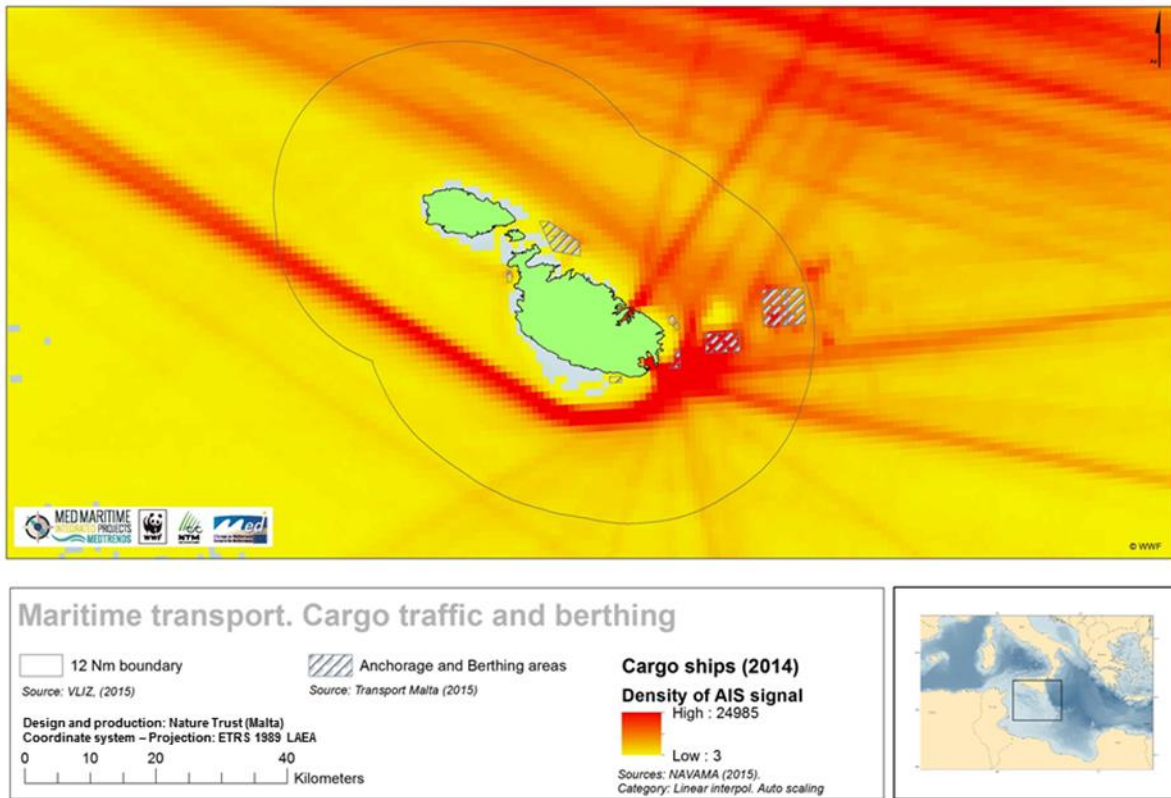 MED MARITIME
INTEGRATED PROJECTS
MEDTRENDS
WWF
NTM
Med
© WWF
Maritime transport. Cargo traffic and berthing
12 Nm boundary
Source: VLIZ, (2015)
Anchorage and Berthing areas
Source: Transport Malta (2015)
Design and production: Nature Trust (Malta)
Coordinate system – Projection: ETRS 1989 LAEA
0 10 20 30 40
Kilometers
Cargo ships (2014)
Density of AIS signal
High : 24985
Low : 3
Sources: NAVAMA (2015).
Category: Linear interpol. Auto scaling